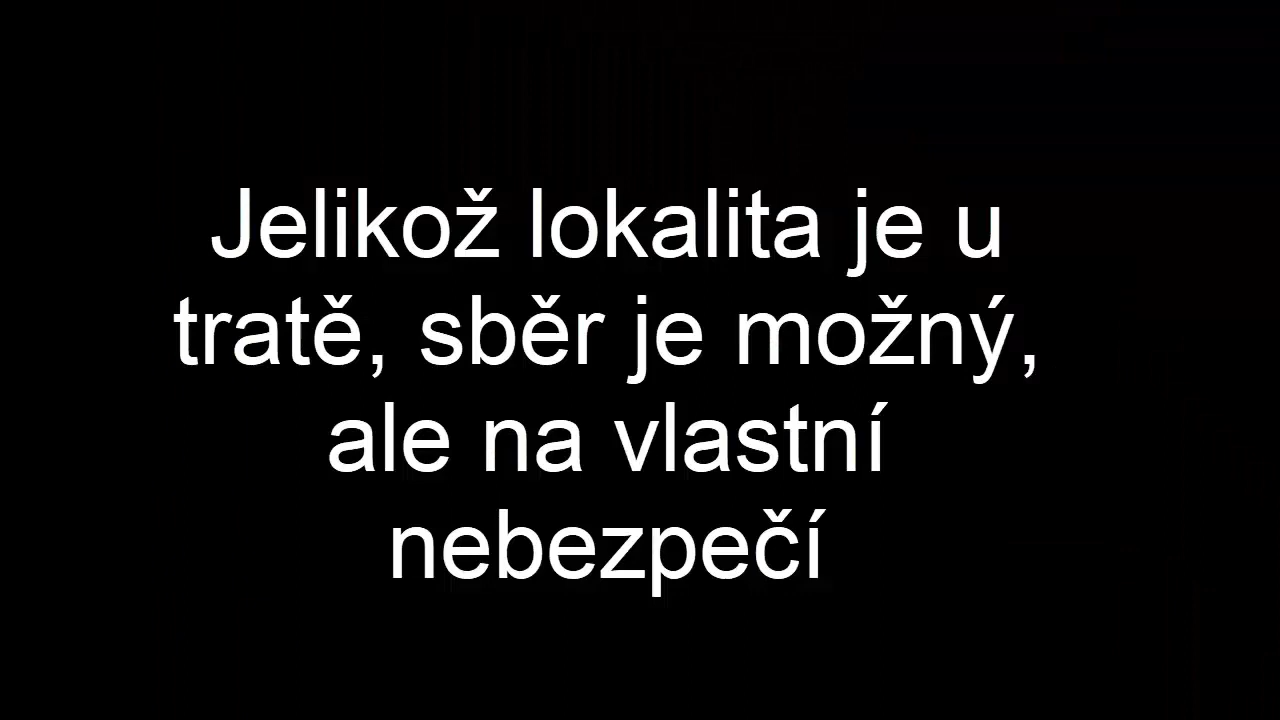 Jelikož lokalita je u
tratě, sběr je možný,
ale na vlastní
nebezpečí